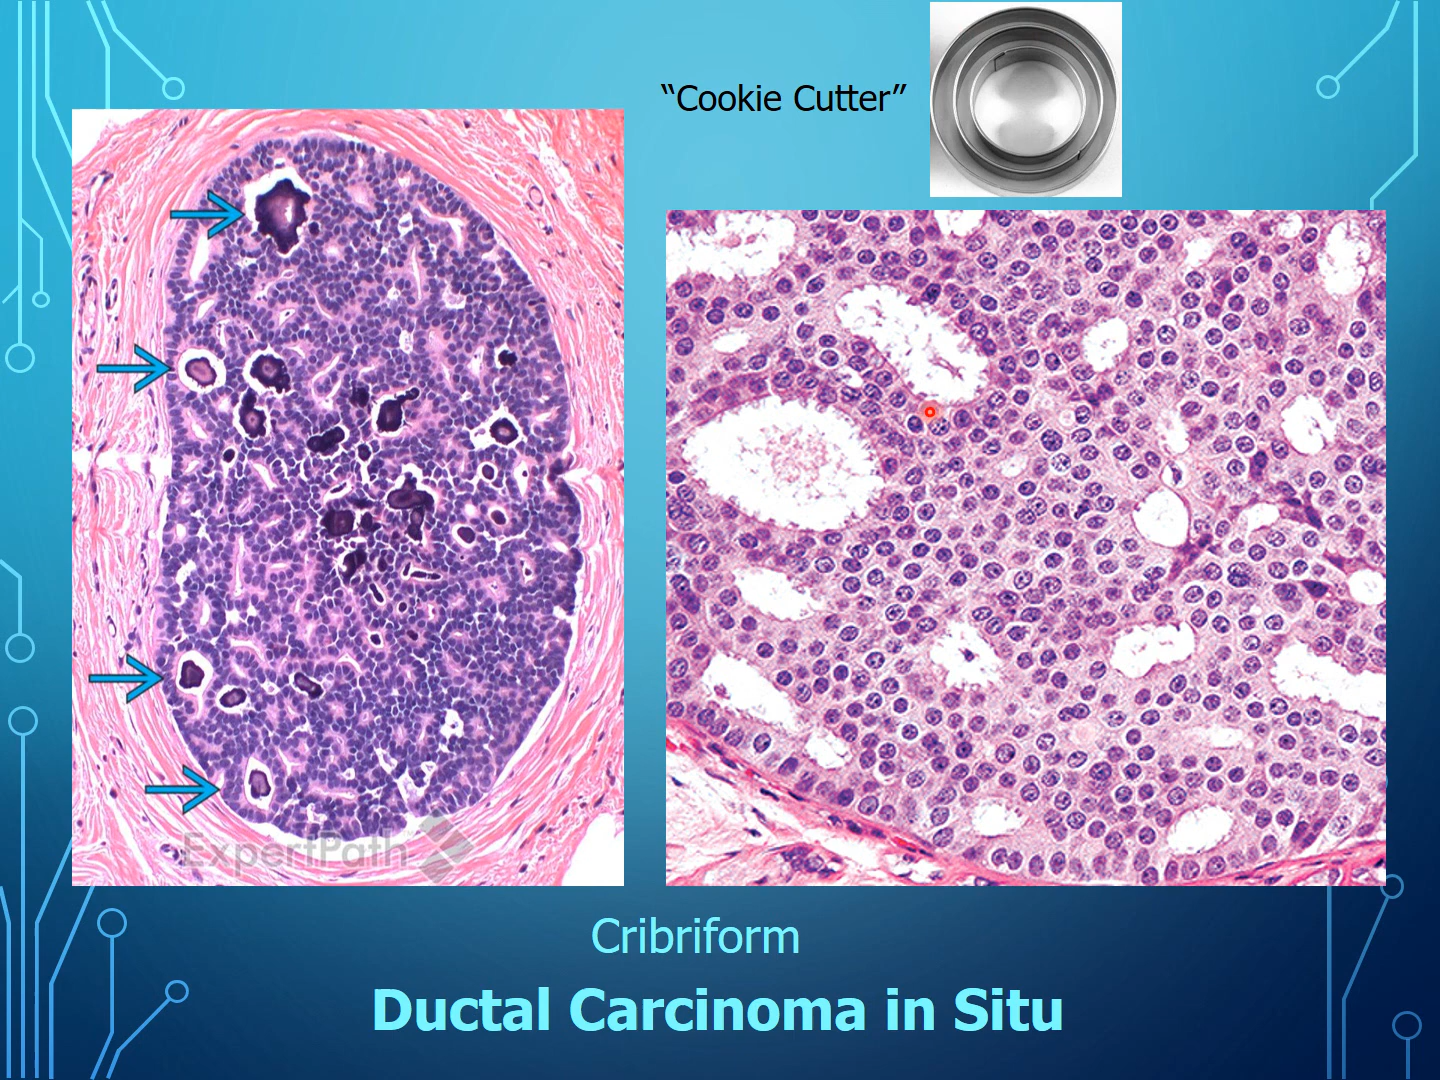 “Cookie Cutter”
ExpertPath
Cribriform
Ductal Carcinoma in Situ